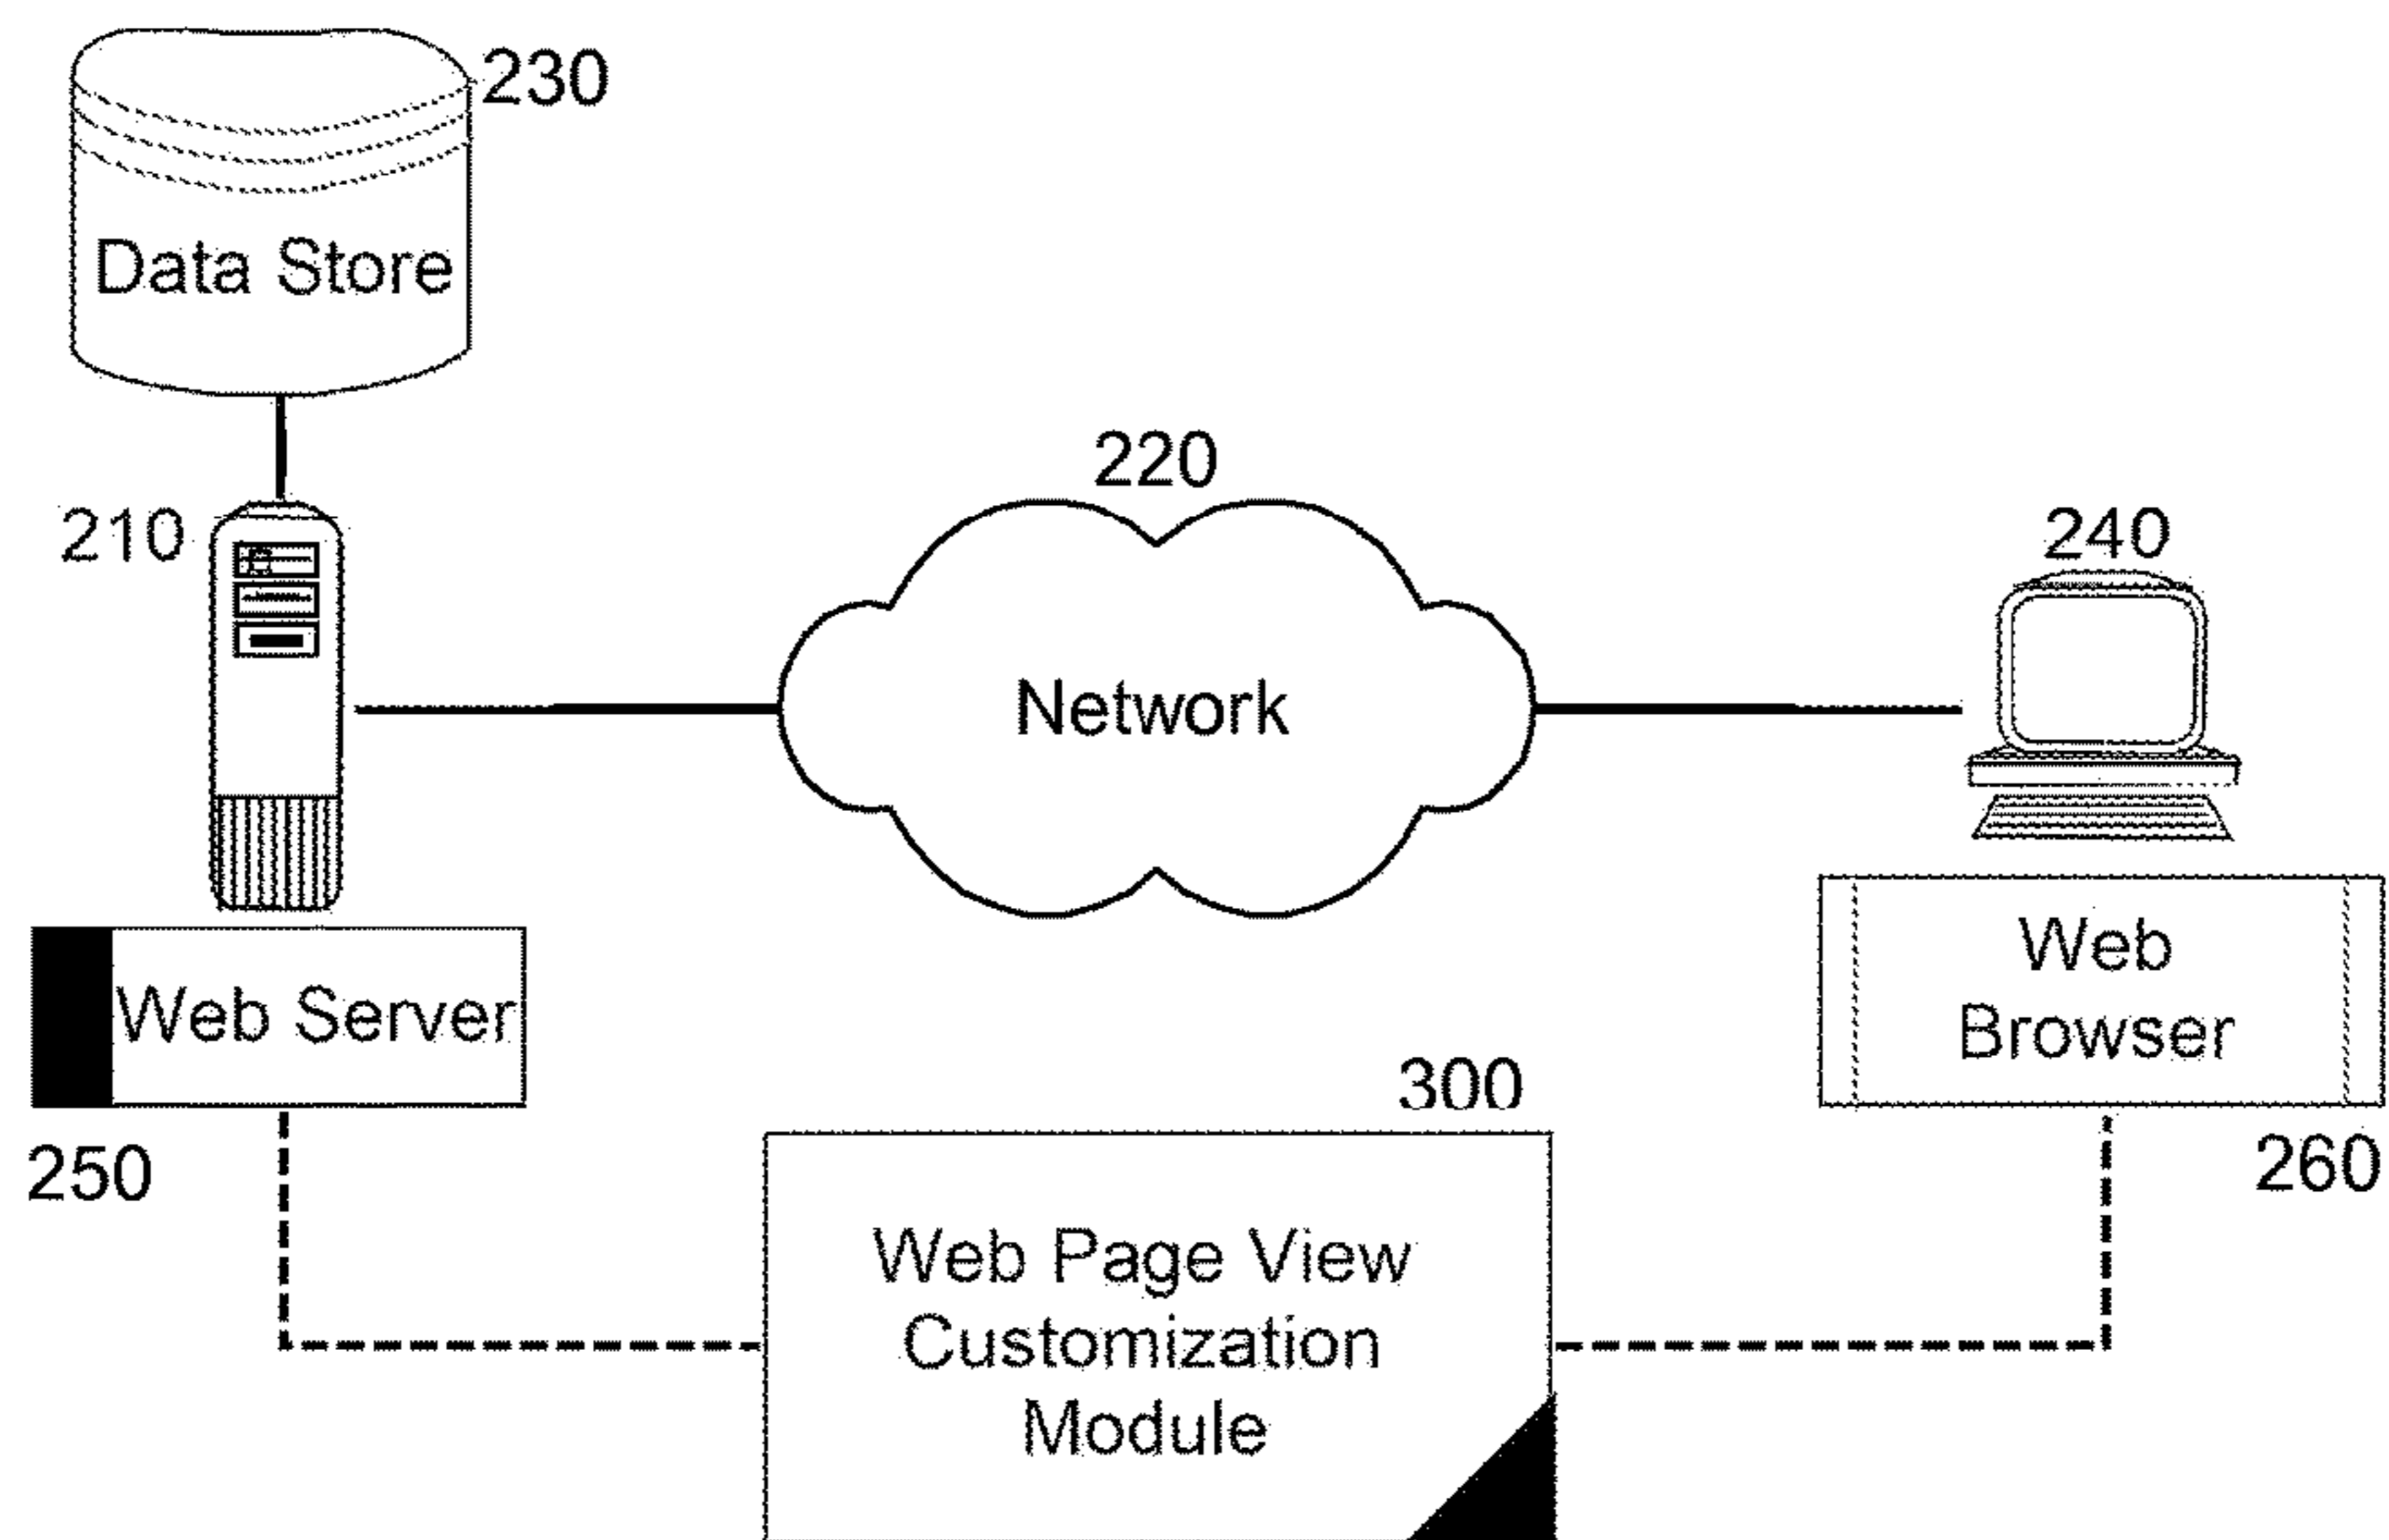 230
Data Store
210
220
240
Network
Web Server
Web
Browser
250
300
260
Web Page View
Customization
Module